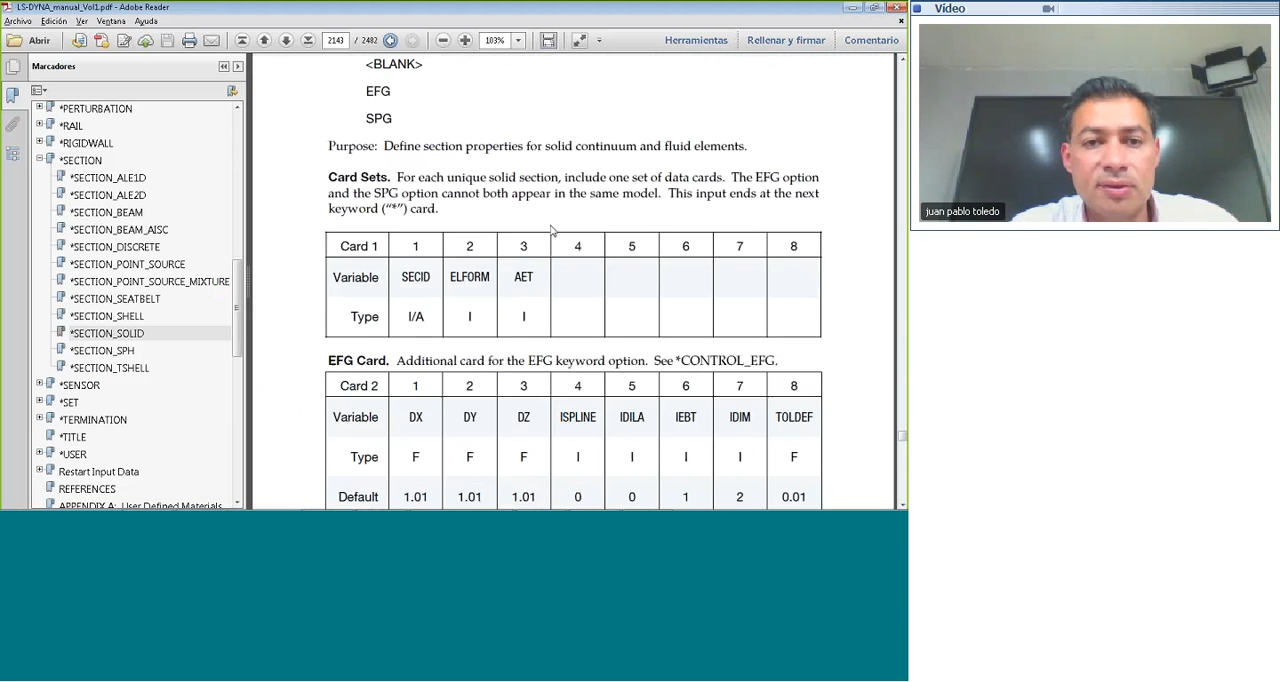 LS-DYNA_manual_Vol1.pdf - Adobe Reader
Archivo Edición Ver Ventana Ayuda
Abrir 2143 / 2482 103% Herramientas Rellenar y firmar Comentario
Marcadores
*PERTURBATION
*RAIL
*RIGIDWALL
*SECTION
*SECTION_ALE1D
*SECTION_ALE2D
*SECTION_BEAM
*SECTION_BEAM_AISC
*SECTION_DISCRETE
*SECTION_POINT_SOURCE
*SECTION_POINT_SOURCE_MIXTURE
*SECTION_SEATBELT
*SECTION_SHELL
*SECTION_SOLID
*SECTION_SPH
*SECTION_TSHELL
*SENSOR
*SET
*TERMINATION
*TITLE
*USER
Restart Input Data
REFERENCES
APPENDIX A: User Defined Materials
<BLANK>
EFG
SPG
Purpose: Define section properties for solid continuum and fluid elements.
Card Sets. For each unique solid section, include one set of data cards. The EFG option
and the SPG option cannot both appear in the same model. This input ends at the next
keyword (“*”) card.
Card 1 1 2 3 4 5 6 7 8
Variable SECID ELFORM AET
Type I/A I I
EFG Card. Additional card for the EFG keyword option. See *CONTROL_EFG.
Card 2 1 2 3 4 5 6 7 8
Variable DX DY DZ ISPLINE IDILA IEBT IDIM TOLDEF
Type F F F I I I I F
Default 1.01 1.01 1.01 0 0 1 2 0.01
Vídeo
juan pablo toledo